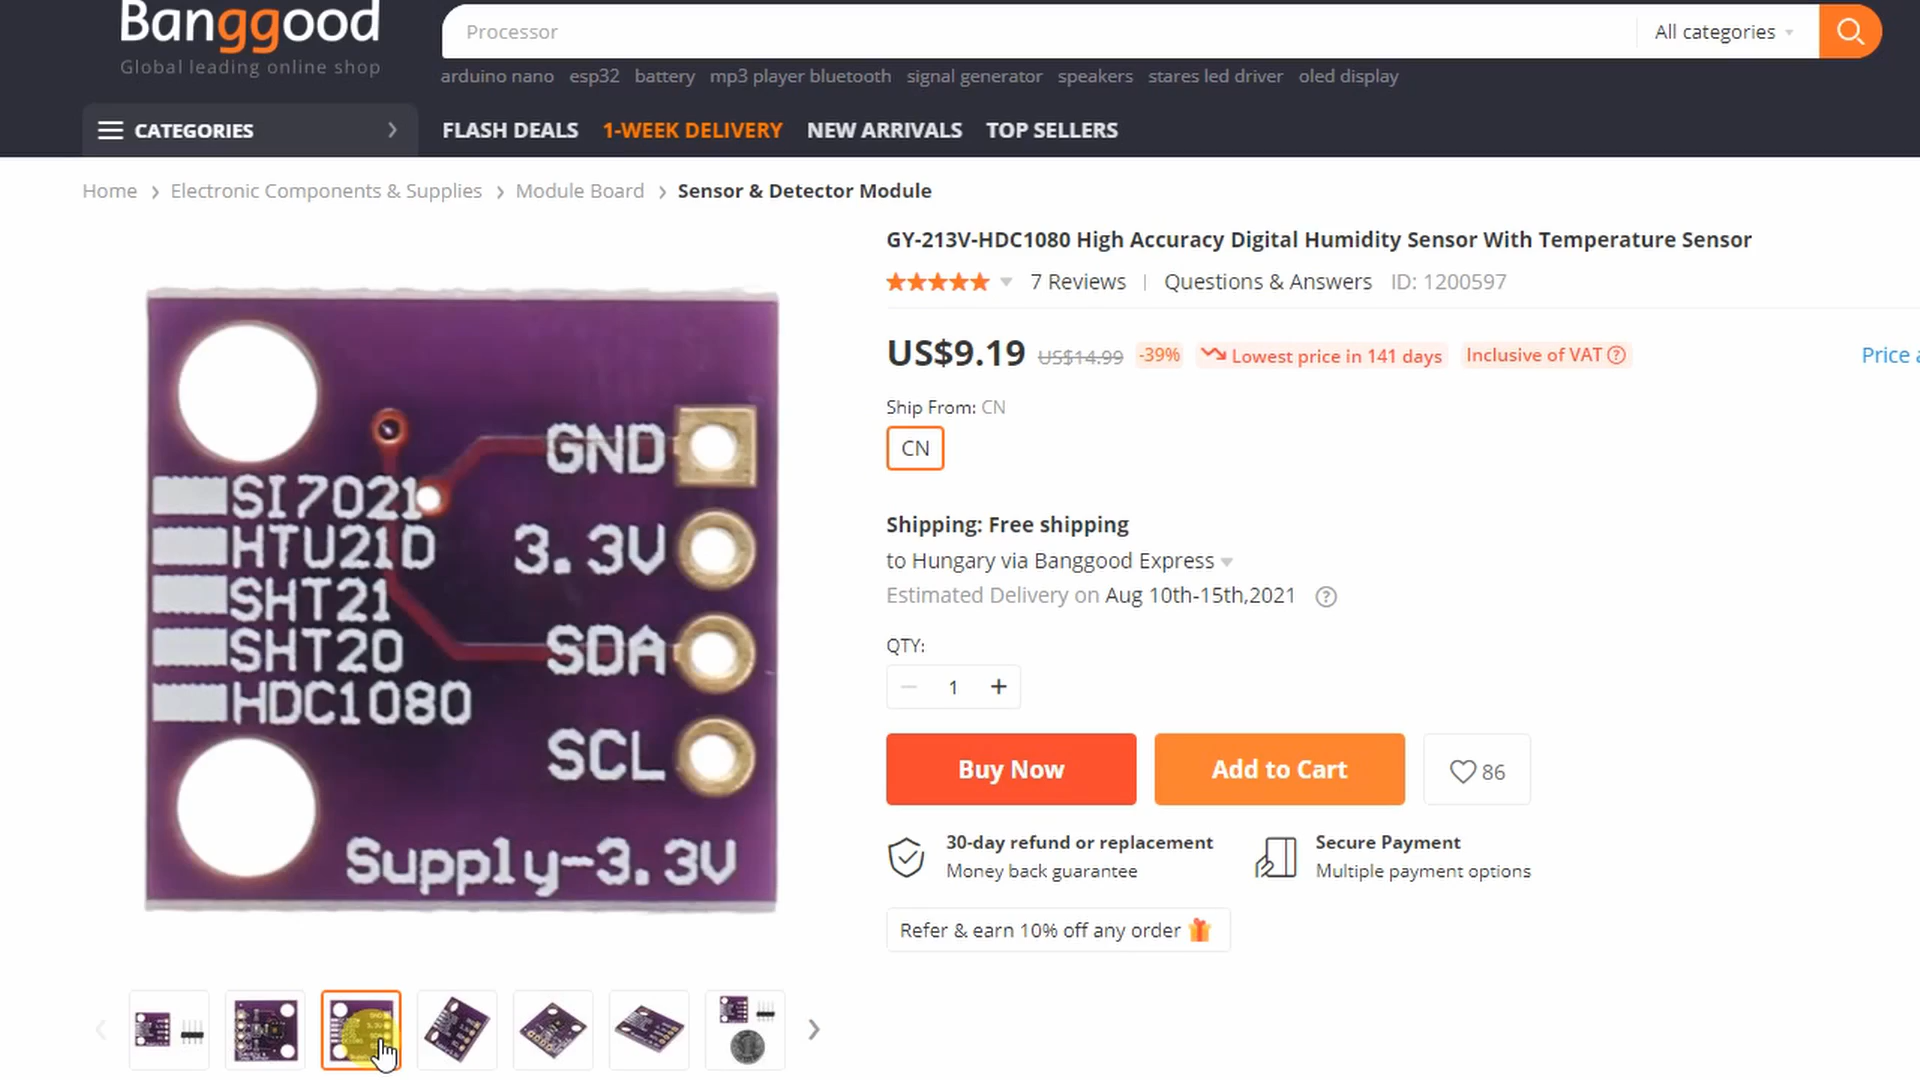 Banggood
Global leading online shop
Processor
All categories
arduino nano esp32 battery mp3 player bluetooth signal generator speakers stares led driver oled display
CATEGORIES
FLASH DEALS 1-WEEK DELIVERY NEW ARRIVALS TOP SELLERS
Home > Electronic Components & Supplies > Module Board > Sensor & Detector Module
GY-213V-HDC1080 High Accuracy Digital Humidity Sensor With Temperature Sensor
7 Reviews | Questions & Answers ID: 1200597
US$9.19 US$14.99 -39% Lowest price in 141 days Inclusive of VAT
Price
Ship From: CN
CN
Shipping: Free shipping
to Hungary via Banggood Express
Estimated Delivery on Aug 10th-15th,2021
QTY:
1
Buy Now
Add to Cart
86
30-day refund or replacement
Money back guarantee
Secure Payment
Multiple payment options
Refer & earn 10% off any order
GND
SI7021
HTU21D
3.3V
SHT21
SHT20
SDA
HDC1080
SCL
Supply-3.3V